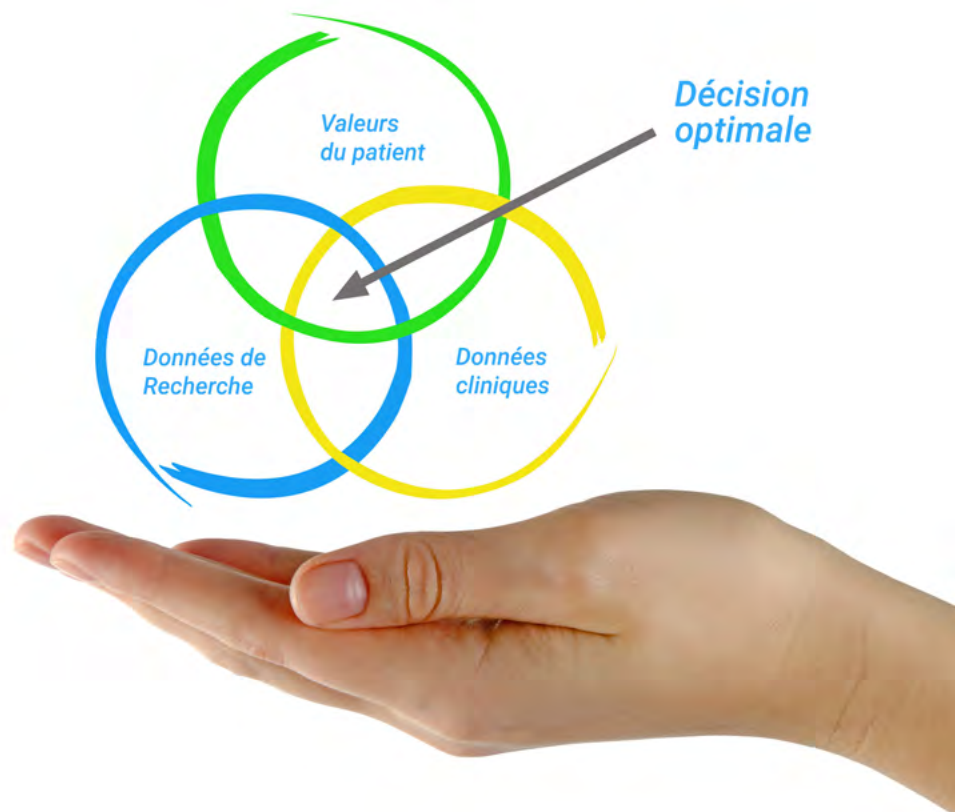 Valeurs
du patient
Décision
optimale
Données de
Recherche
Données
cliniques